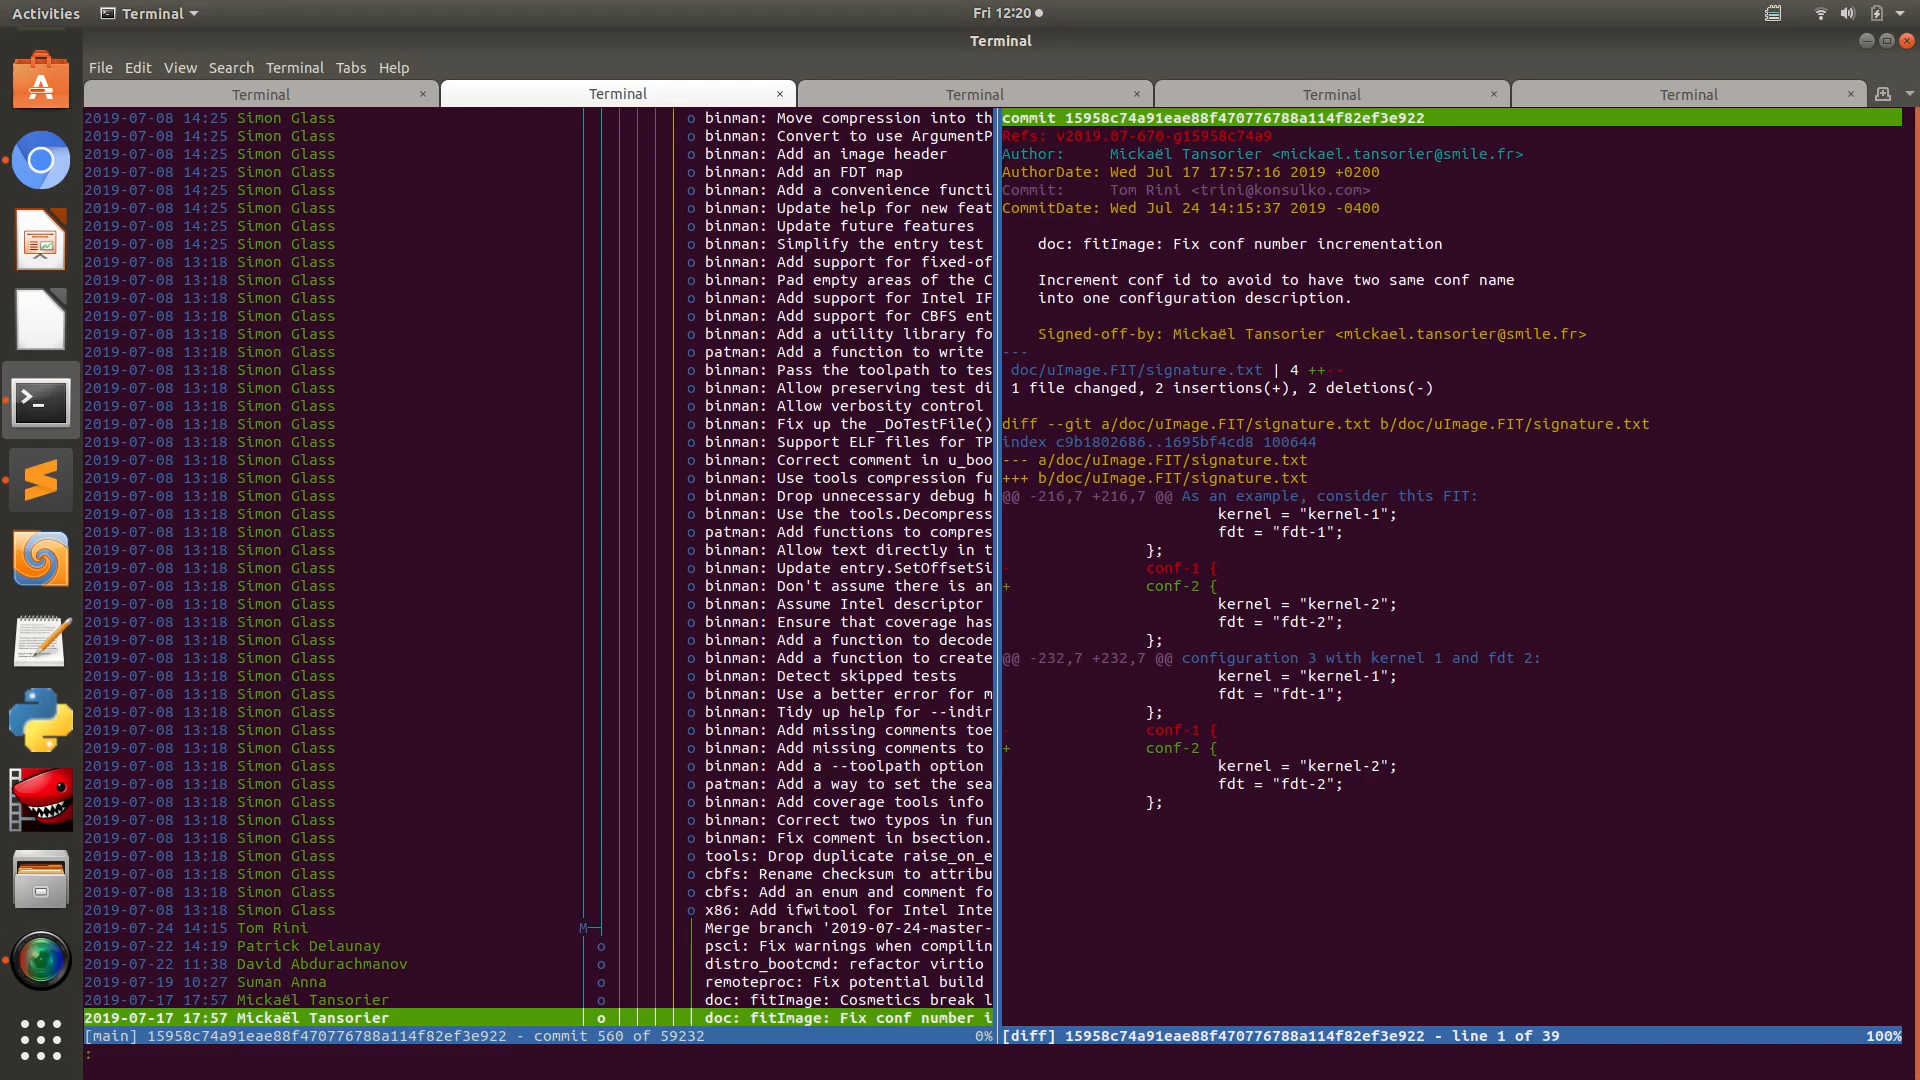 Activities Terminal Fri 12:20
Terminal
File Edit View Search Terminal Tabs Help
Terminal × Terminal × Terminal × Terminal × Terminal ×
2019-07-08 14:25 Simon Glass o binman: Move compression into th
2019-07-08 14:25 Simon Glass o binman: Convert to use ArgumentP
2019-07-08 14:25 Simon Glass o binman: Add an image header
2019-07-08 14:25 Simon Glass o binman: Add an FDT map
2019-07-08 14:25 Simon Glass o binman: Add a convenience functi
2019-07-08 14:25 Simon Glass o binman: Update help for new feat
2019-07-08 14:25 Simon Glass o binman: Update future features
2019-07-08 14:25 Simon Glass o binman: Simplify the entry test
2019-07-08 13:18 Simon Glass o binman: Add support for fixed-of
2019-07-08 13:18 Simon Glass o binman: Pad empty areas of the C
2019-07-08 13:18 Simon Glass o binman: Add support for Intel IF
2019-07-08 13:18 Simon Glass o binman: Add support for CBFS ent
2019-07-08 13:18 Simon Glass o binman: Add a utility library fo
2019-07-08 13:18 Simon Glass o patman: Add a function to write
2019-07-08 13:18 Simon Glass o binman: Pass the toolpath to tes
2019-07-08 13:18 Simon Glass o binman: Allow preserving test di
2019-07-08 13:18 Simon Glass o binman: Allow verbosity control
2019-07-08 13:18 Simon Glass o binman: Fix up the _DoTestFile()
2019-07-08 13:18 Simon Glass o binman: Support ELF files for TP
2019-07-08 13:18 Simon Glass o binman: Correct comment in u_boo
2019-07-08 13:18 Simon Glass o binman: Use tools compression fu
2019-07-08 13:18 Simon Glass o binman: Drop unnecessary debug h
2019-07-08 13:18 Simon Glass o binman: Use the tools.Decompress
2019-07-08 13:18 Simon Glass o patman: Add functions to compres
2019-07-08 13:18 Simon Glass o binman: Allow text directly in t
2019-07-08 13:18 Simon Glass o binman: Update entry.SetOffsetSi
2019-07-08 13:18 Simon Glass o binman: Don't assume there is an
2019-07-08 13:18 Simon Glass o binman: Assume Intel descriptor
2019-07-08 13:18 Simon Glass o binman: Ensure that coverage has
2019-07-08 13:18 Simon Glass o binman: Add a function to decode
2019-07-08 13:18 Simon Glass o binman: Add a function to create
2019-07-08 13:18 Simon Glass o binman: Detect skipped tests
2019-07-08 13:18 Simon Glass o binman: Use a better error for m
2019-07-08 13:18 Simon Glass o binman: Tidy up help for --indir
2019-07-08 13:18 Simon Glass o binman: Add missing comments toe
2019-07-08 13:18 Simon Glass o binman: Add missing comments to
2019-07-08 13:18 Simon Glass o binman: Add a --toolpath option
2019-07-08 13:18 Simon Glass o patman: Add a way to set the sea
2019-07-08 13:18 Simon Glass o binman: Add coverage tools info
2019-07-08 13:18 Simon Glass o binman: Correct two typos in fun
2019-07-08 13:18 Simon Glass o binman: Fix comment in bsection.
2019-07-08 13:18 Simon Glass o tools: Drop duplicate raise_on_e
2019-07-08 13:18 Simon Glass o cbfs: Rename checksum to attribu
2019-07-08 13:18 Simon Glass o cbfs: Add an enum and comment fo
2019-07-08 13:18 Simon Glass o x86: Add ifwitool for Intel Inte
2019-07-24 14:15 Tom Rini M Merge branch '2019-07-24-master-
2019-07-22 14:19 Patrick Delaunay o psci: Fix warnings when compilin
2019-07-22 11:38 David Abdurachmanov o distro_bootcmd: refactor virtio
2019-07-19 10:27 Suman Anna o remoteproc: Fix potential build
2019-07-17 17:57 Mickaël Tansorier o doc: fitImage: Cosmetics break l
2019-07-17 17:57 Mickaël Tansorier o doc: fitImage: Fix conf number i
[main] 15958c74a91eae88f470776788a114f82ef3e922 - commit 560 of 59232 0%
:
commit 15958c74a91eae88f470776788a114f82ef3e922
Refs: v2019.07-670-g15958c74a9
Author: Mickaël Tansorier <mickael.tansorier@smile.fr>
AuthorDate: Wed Jul 17 17:57:16 2019 +0200
Commit: Tom Rini <trini@konsulko.com>
CommitDate: Wed Jul 24 14:15:37 2019 -0400
doc: fitImage: Fix conf number incrementation
Increment conf id to avoid to have two same conf name
into one configuration description.
Signed-off-by: Mickaël Tansorier <mickael.tansorier@smile.fr>
---
doc/uImage.FIT/signature.txt | 4 ++--
1 file changed, 2 insertions(+), 2 deletions(-)
diff --git a/doc/uImage.FIT/signature.txt b/doc/uImage.FIT/signature.txt
index c9b1802686..1695bf4cd8 100644
--- a/doc/uImage.FIT/signature.txt
+++ b/doc/uImage.FIT/signature.txt
@@ -216,7 +216,7 @@ As an example, consider this FIT:
kernel = "kernel-1";
fdt = "fdt-1";
};
- conf-1 {
+ conf-2 {
kernel = "kernel-2";
fdt = "fdt-2";
};
@@ -232,7 +232,7 @@ configuration 3 with kernel 1 and fdt 2:
kernel = "kernel-1";
fdt = "fdt-1";
};
- conf-1 {
+ conf-2 {
kernel = "kernel-2";
fdt = "fdt-2";
};
[diff] 15958c74a91eae88f470776788a114f82ef3e922 - line 1 of 39 100%